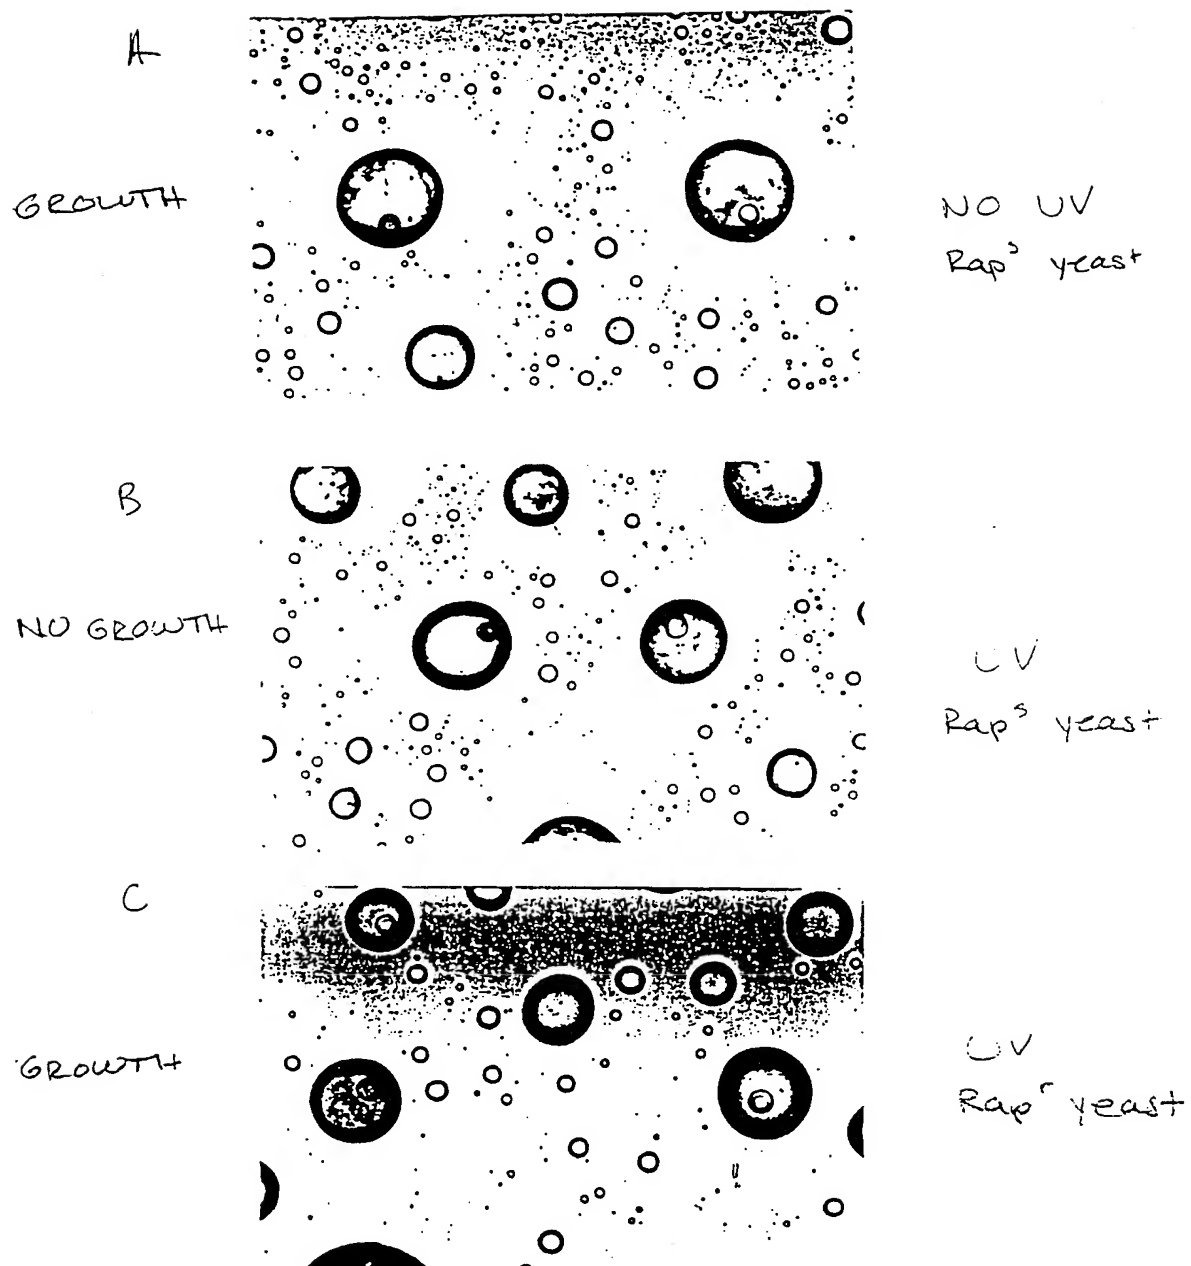 A
GROWTH
NO UV
Rap^s yeast
B
NO GROWTH
UV
Rap^s yeast
C
GROWTH
UV
Rap^r yeast